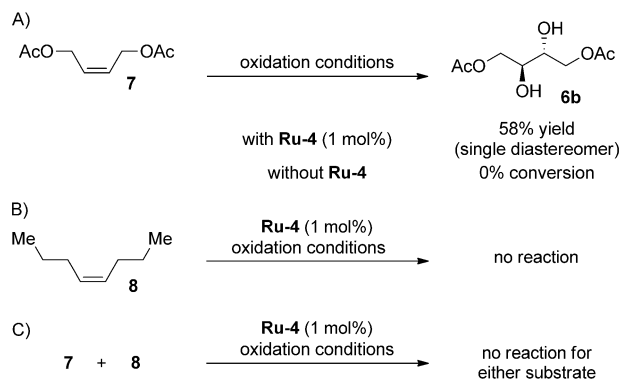 A)
AcO OAc
7
oxidation conditions
OH
AcO OAc
OH
6b
with Ru-4 (1 mol%)
58% yield
(single diastereomer)
without Ru-4
0% conversion
B)
Me Me
8
Ru-4 (1 mol%)
oxidation conditions
no reaction
C)
7 + 8
Ru-4 (1 mol%)
oxidation conditions
no reaction for
either substrate